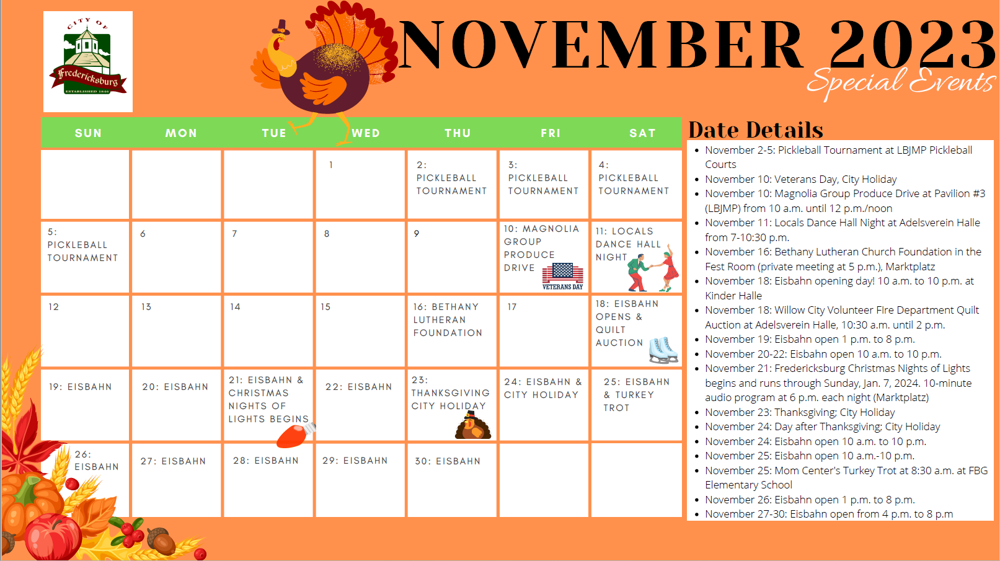 CITY OF
Fredericksburg
ESTABLISHED 1846
NOVEMBER 2023
Special Events
SUN MON TUE WED THU FRI SAT
1
2:
PICKLEBALL
TOURNAMENT
3:
PICKLEBALL
TOURNAMENT
4:
PICKLEBALL
TOURNAMENT
5:
PICKLEBALL
TOURNAMENT
6
7
8
9
10: MAGNOLIA
GROUP
PRODUCE
DRIVE
VETERANS DAY
11: LOCALS
DANCE HALL
NIGHT
12
13
14
15
16: BETHANY
LUTHERAN
FOUNDATION
17
18: EISBAHN
OPENS &
QUILT
AUCTION
19: EISBAHN
20: EISBAHN
21: EISBAHN &
CHRISTMAS
NIGHTS OF
LIGHTS BEGINS
22: EISBAHN
23:
THANKSGIVING
CITY HOLIDAY
24: EISBAHN &
CITY HOLIDAY
25: EISBAHN
& TURKEY
TROT
26:
EISBAHN
27: EISBAHN
28: EISBAHN
29: EISBAHN
30: EISBAHN
Date Details
• November 2-5: Pickleball Tournament at LBJMP Pickleball
Courts
• November 10: Veterans Day, City Holiday
• November 10: Magnolia Group Produce Drive at Pavilion #3
(LBJMP) from 10 a.m. until 12 p.m./noon
• November 11: Locals Dance Hall Night at Adelsverein Halle
from 7-10:30 p.m.
• November 16: Bethany Lutheran Church Foundation in the
Fest Room (private meeting at 5 p.m.), Marktplatz
• November 18: Eisbahn opening day! 10 a.m. to 10 p.m. at
Kinder Halle
• November 18: Willow City Volunteer FIre Department Quilt
Auction at Adelsverein Halle, 10:30 a.m. until 2 p.m.
• November 19: Eisbahn open 1 p.m. to 8 p.m.
• November 20-22: Eisbahn open 10 a.m. to 10 p.m.
• November 21: Fredericksburg Christmas Nights of Lights
begins and runs through Sunday, Jan. 7, 2024. 10-minute
audio program at 6 p.m. each night (Marktplatz)
• November 23: Thanksgiving; City Holiday
• November 24: Day after Thanksgiving; City Holiday
• November 24: Eisbahn open 10 a.m. to 10 p.m.
• November 25: Eisbahn open 10 a.m.-10 p.m.
• November 25: Mom Center's Turkey Trot at 8:30 a.m. at FBG
Elementary School
• November 26: Eisbahn open 1 p.m. to 8 p.m.
• November 27-30: Eisbahn open from 4 p.m. to 8 p.m